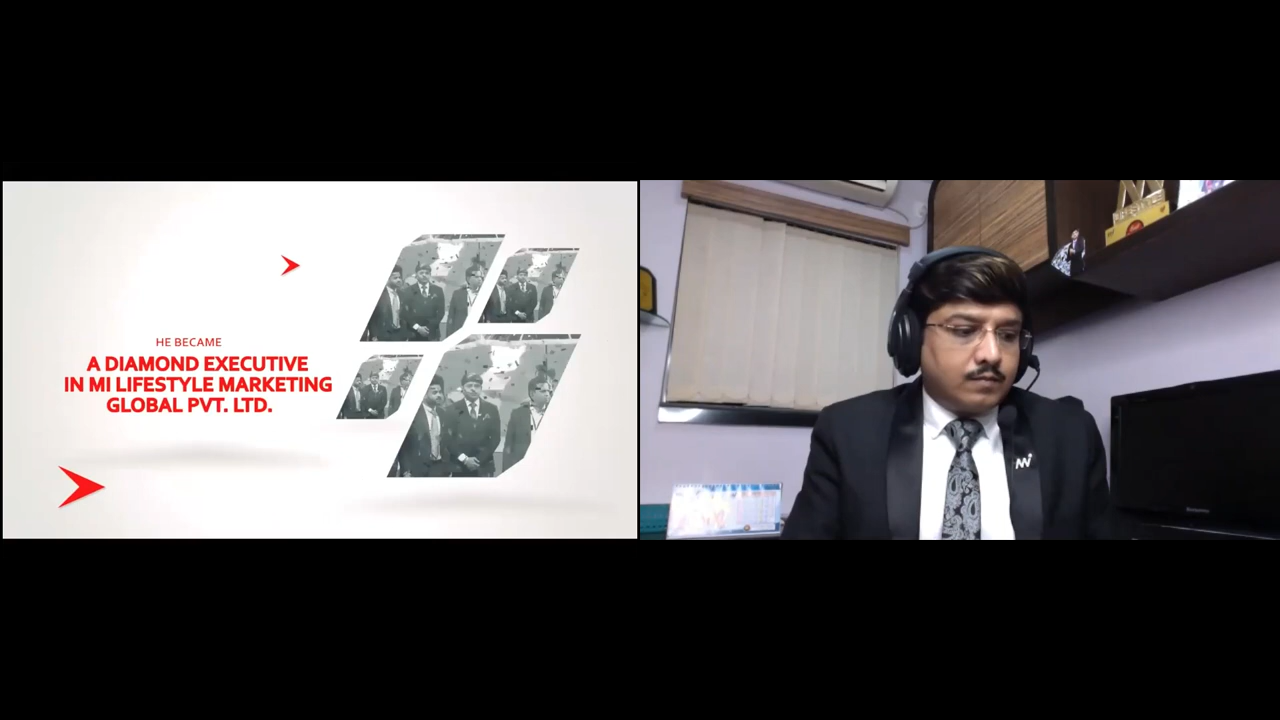 HE BECAME
A DIAMOND EXECUTIVE
IN MI LIFESTYLE MARKETING
GLOBAL PVT. LTD.